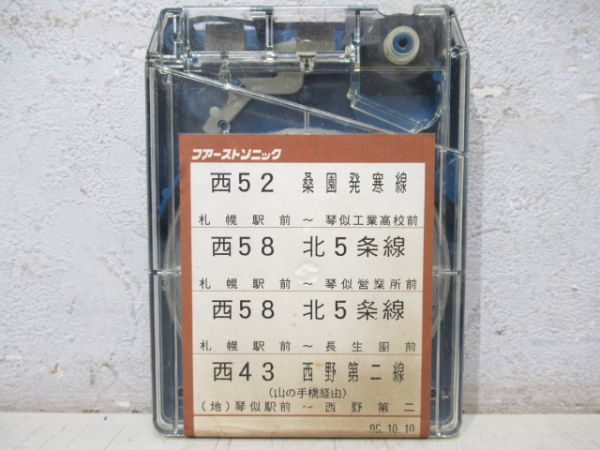 ファーストソニック
西52 桑園発寒線
札幌駅前～琴似工業高校前
西58 北5条線
札幌駅前～琴似営業所前
西58 北5条線
札幌駅前～長生園前
西43 西野第二線
(山の手橋経由)
(地)琴似駅前～西野第二
95.10.10